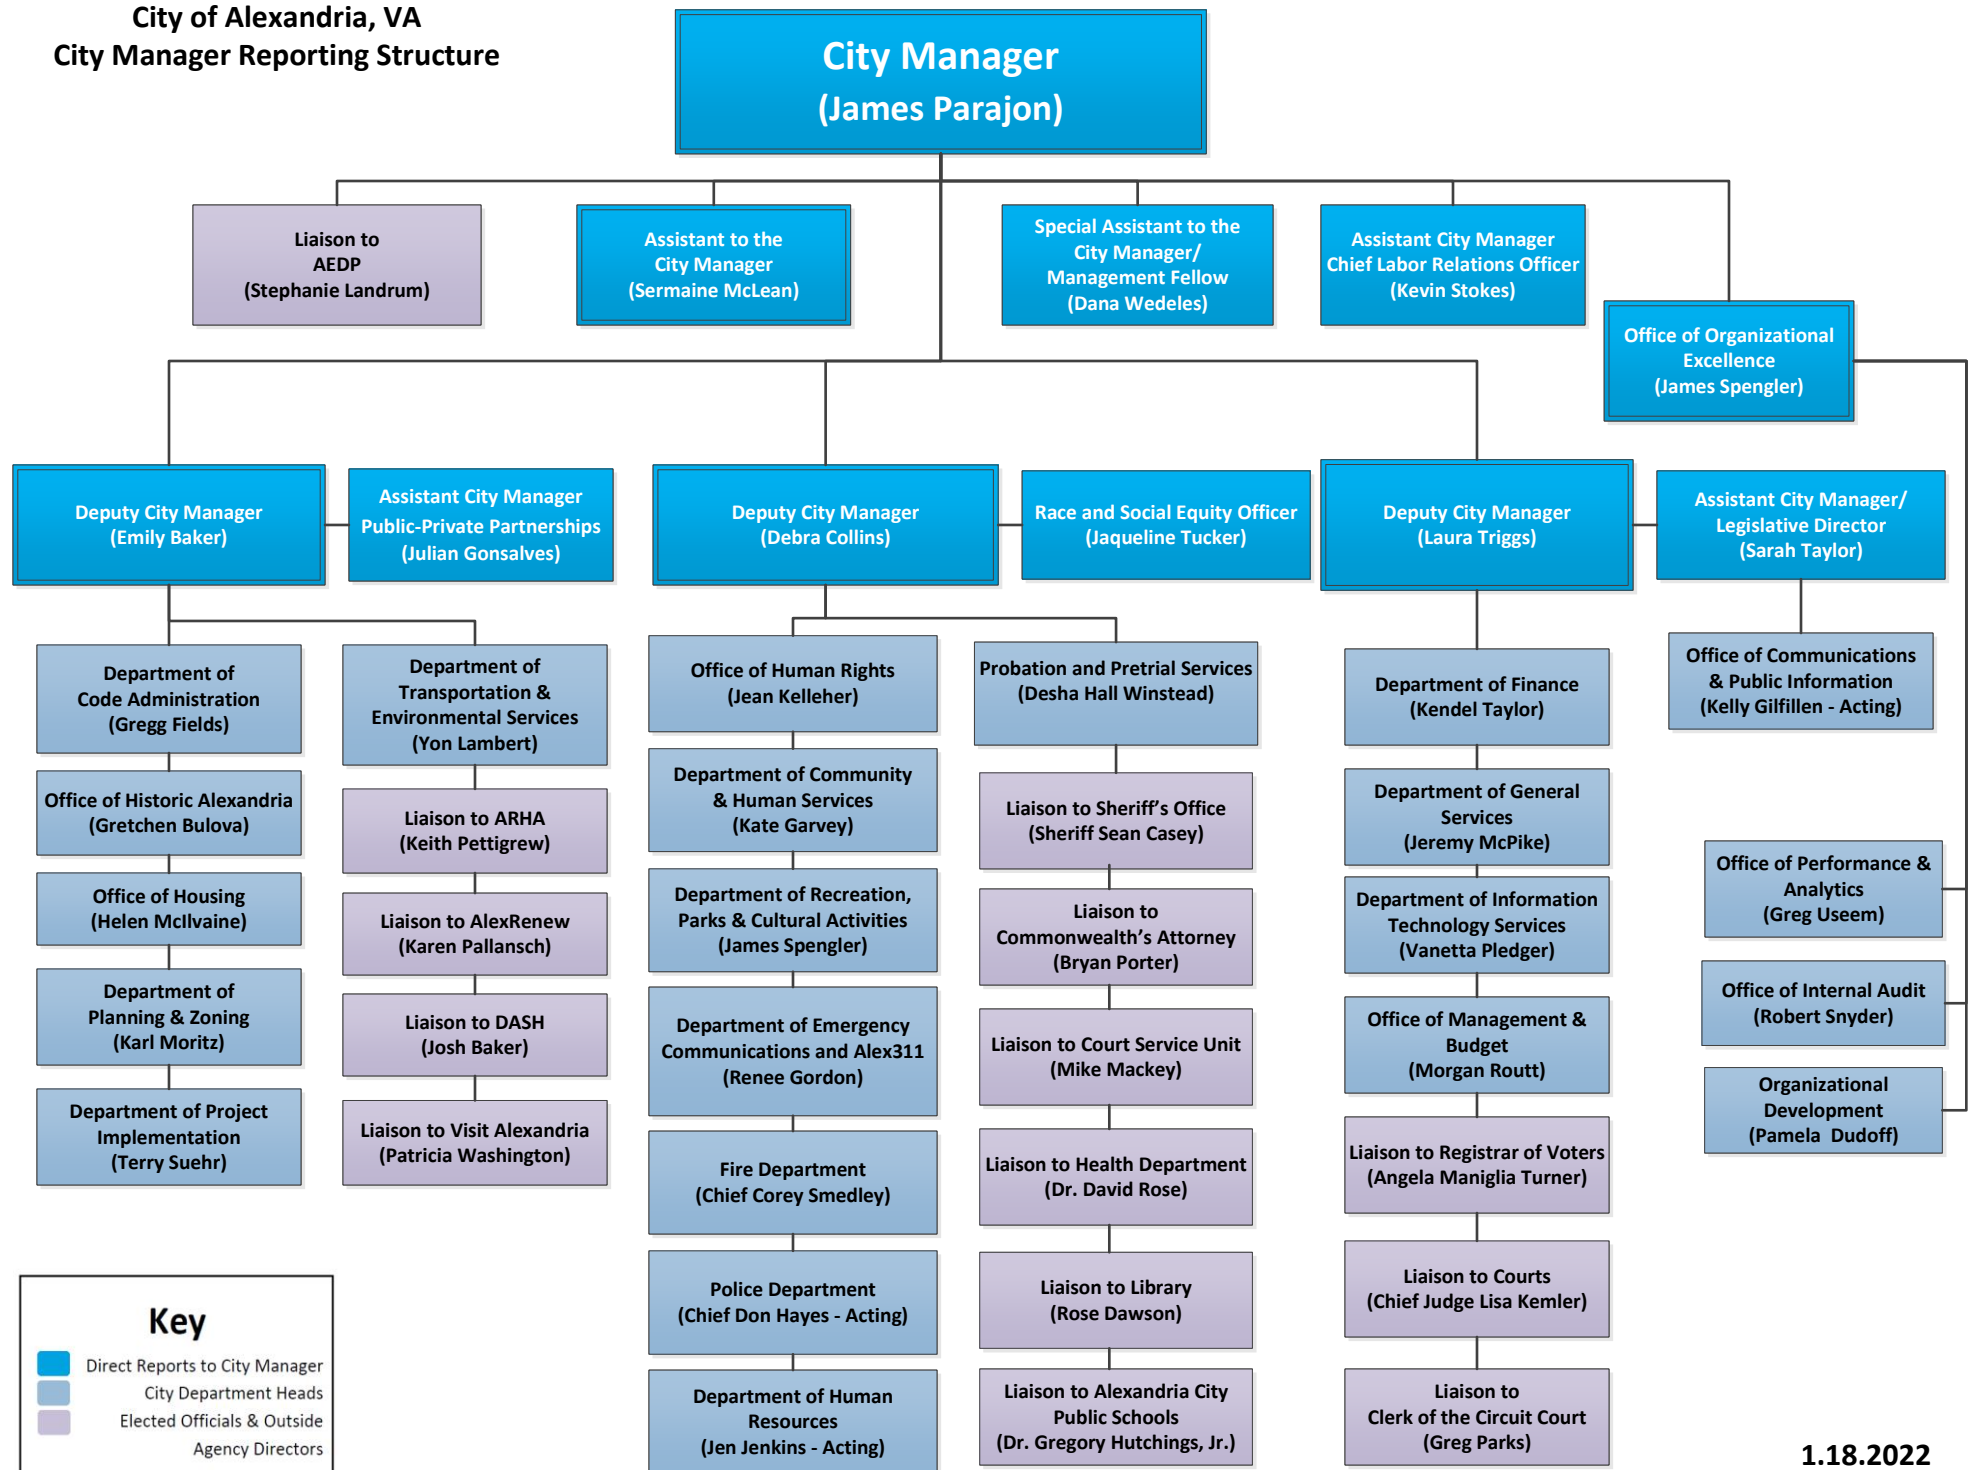 City of Alexandria, VA
City Manager Reporting Structure
City Manager
(James Parajon)
Liaison to
AEDP
(Stephanie Landrum)
Assistant to the
City Manager
(Sermaine McLean)
Special Assistant to the
City Manager/
Management Fellow
(Dana Wedeles)
Assistant City Manager
Chief Labor Relations Officer
(Kevin Stokes)
Office of Organizational
Excellence
(James Spengler)
Deputy City Manager
(Emily Baker)
Assistant City Manager
Public-Private Partnerships
(Julian Gonsalves)
Deputy City Manager
(Debra Collins)
Race and Social Equity Officer
(Jaqueline Tucker)
Deputy City Manager
(Laura Triggs)
Assistant City Manager/
Legislative Director
(Sarah Taylor)
Department of
Code Administration
(Gregg Fields)
Office of Historic Alexandria
(Gretchen Bulova)
Office of Housing
(Helen McIlvaine)
Department of
Planning & Zoning
(Karl Moritz)
Department of Project
Implementation
(Terry Suehr)
Department of
Transportation &
Environmental Services
(Yon Lambert)
Liaison to ARHA
(Keith Pettigrew)
Liaison to AlexRenew
(Karen Pallansch)
Liaison to DASH
(Josh Baker)
Liaison to Visit Alexandria
(Patricia Washington)
Office of Human Rights
(Jean Kelleher)
Department of Community
& Human Services
(Kate Garvey)
Department of Recreation,
Parks & Cultural Activities
(James Spengler)
Department of Emergency
Communications and Alex311
(Renee Gordon)
Fire Department
(Chief Corey Smedley)
Police Department
(Chief Don Hayes - Acting)
Department of Human
Resources
(Jen Jenkins - Acting)
Probation and Pretrial Services
(Desha Hall Winstead)
Liaison to Sheriff’s Office
(Sheriff Sean Casey)
Liaison to
Commonwealth’s Attorney
(Bryan Porter)
Liaison to Court Service Unit
(Mike Mackey)
Liaison to Health Department
(Dr. David Rose)
Liaison to Library
(Rose Dawson)
Liaison to Alexandria City
Public Schools
(Dr. Gregory Hutchings, Jr.)
Department of Finance
(Kendel Taylor)
Department of General
Services
(Jeremy McPike)
Department of Information
Technology Services
(Vanetta Pledger)
Office of Management &
Budget
(Morgan Routt)
Liaison to Registrar of Voters
(Angela Maniglia Turner)
Liaison to Courts
(Chief Judge Lisa Kemler)
Liaison to
Clerk of the Circuit Court
(Greg Parks)
Office of Communications
& Public Information
(Kelly Gilfillen - Acting)
Office of Performance &
Analytics
(Greg Useem)
Office of Internal Audit
(Robert Snyder)
Organizational
Development
(Pamela Dudoff)
Key
Direct Reports to City Manager
City Department Heads
Elected Officials & Outside
Agency Directors
1.18.2022